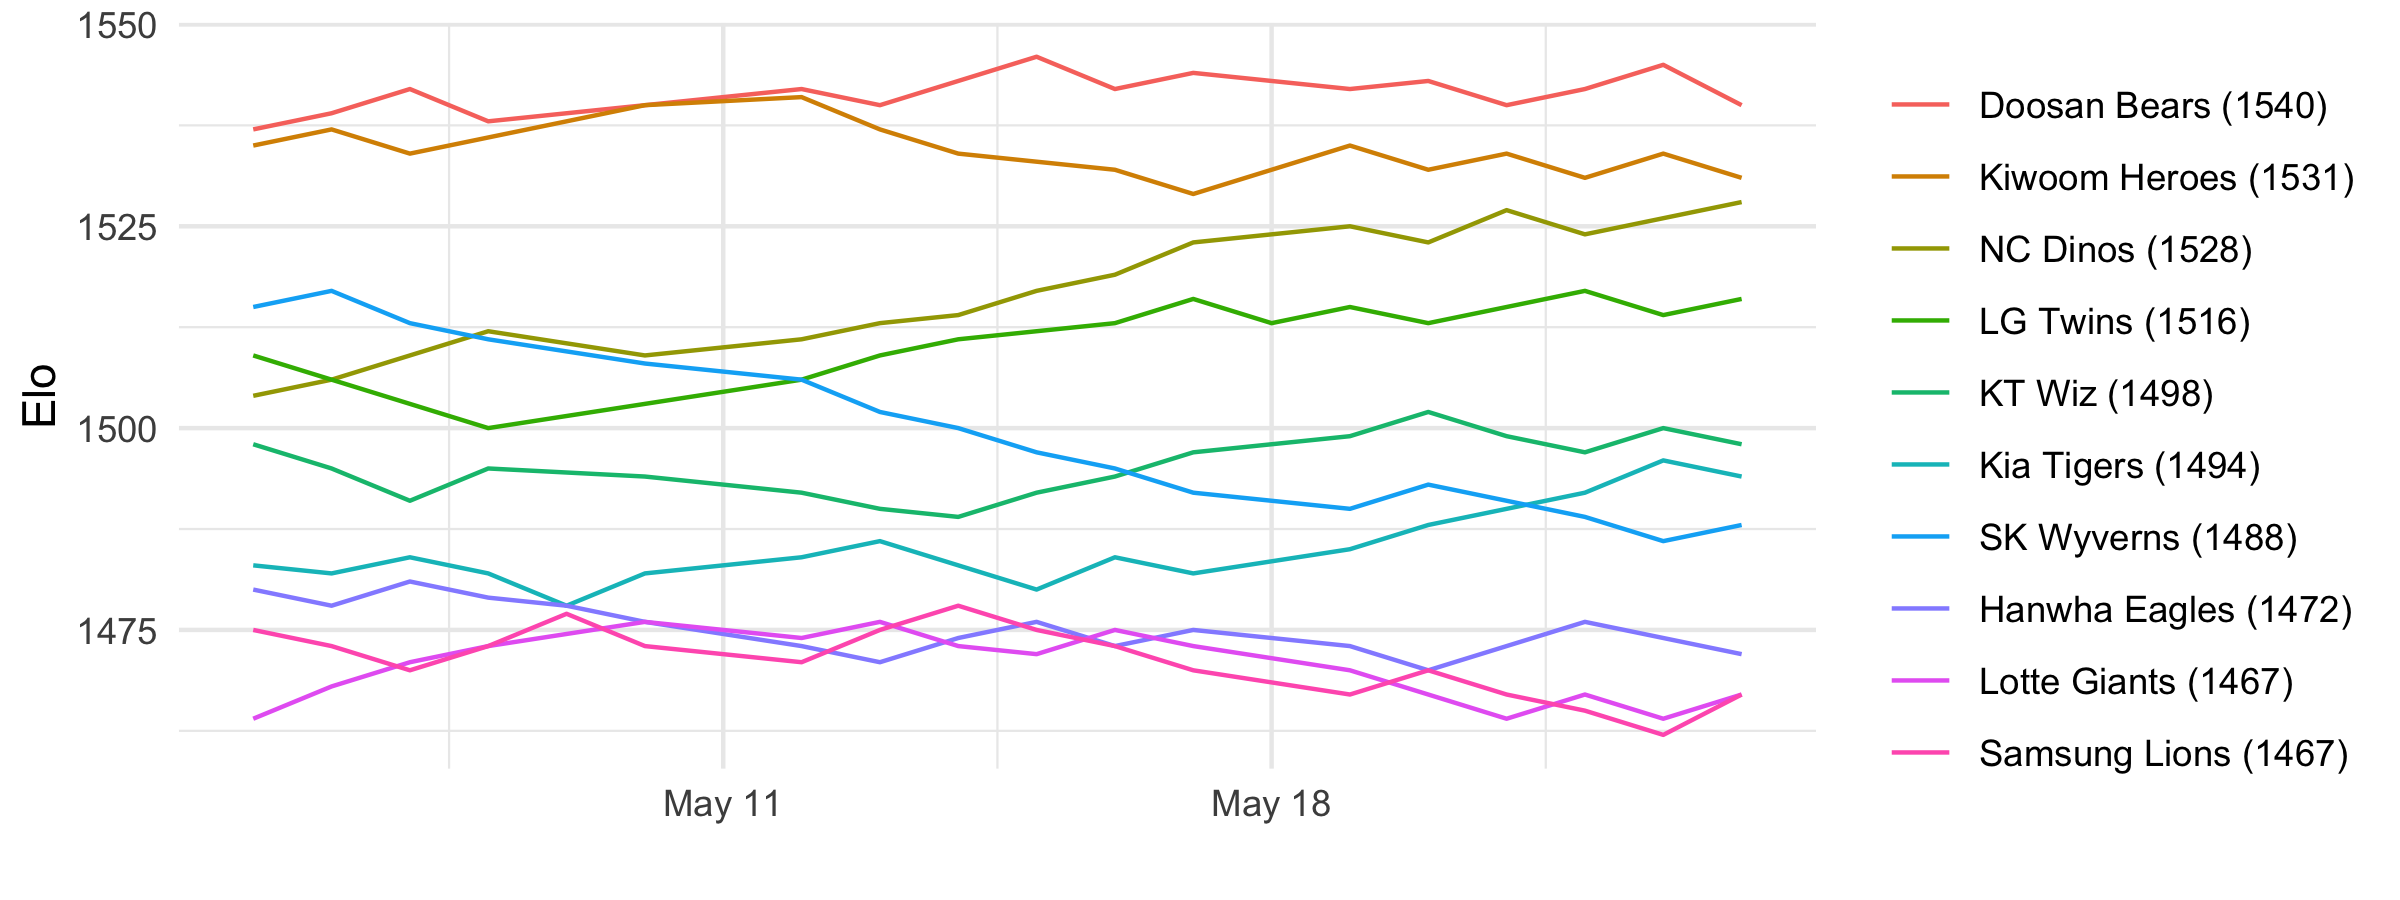 1550
1525
1500
1475
Elo
May 11
May 18
Doosan Bears (1540)
Kiwoom Heroes (1531)
NC Dinos (1528)
LG Twins (1516)
KT Wiz (1498)
Kia Tigers (1494)
SK Wyverns (1488)
Hanwha Eagles (1472)
Lotte Giants (1467)
Samsung Lions (1467)